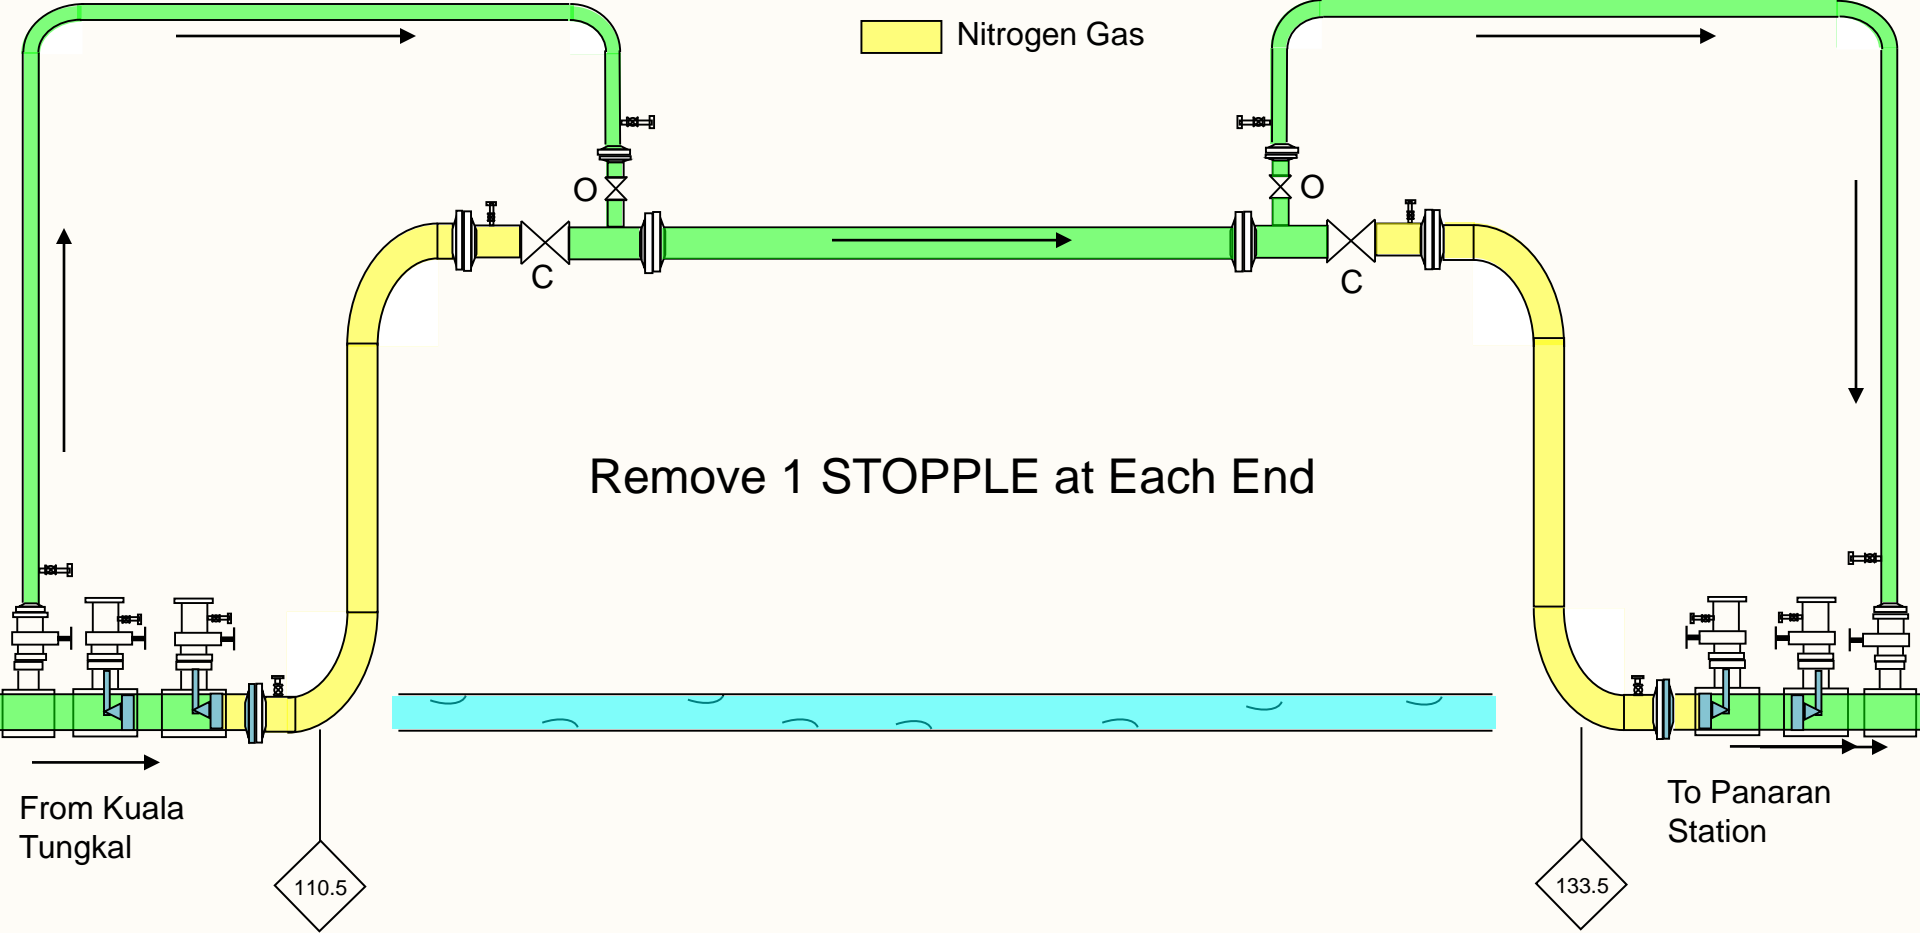 Nitrogen Gas
O
O
C
C
Remove 1 STOPPLE at Each End
From Kuala
Tungkal
To Panaran
Station
110.5
133.5